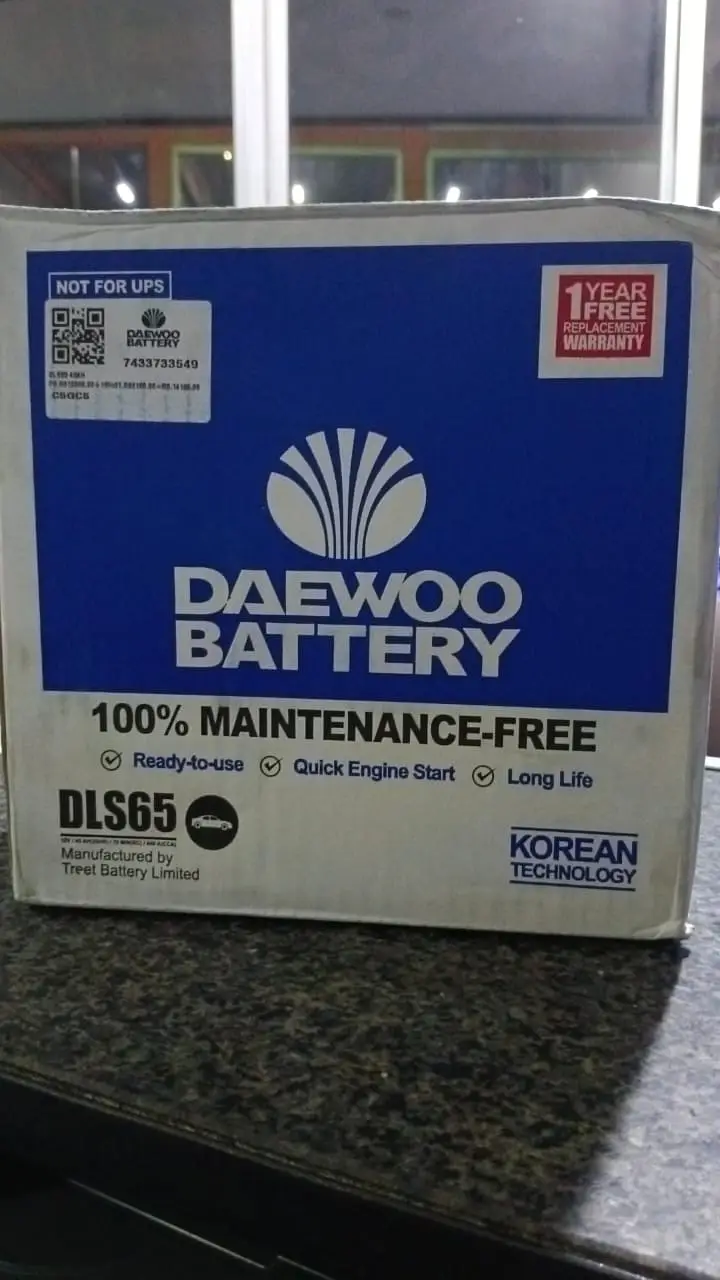 NOT FOR UPS
DAEWOO
BATTERY
7433733549
CSGCS
1 YEAR
FREE
REPLACEMENT
WARRANTY
DAEWOO
BATTERY
100% MAINTENANCE-FREE
Ready-to-use Quick Engine Start Long Life
DLS65
Manufactured by
Treet Battery Limited
KOREAN
TECHNOLOGY